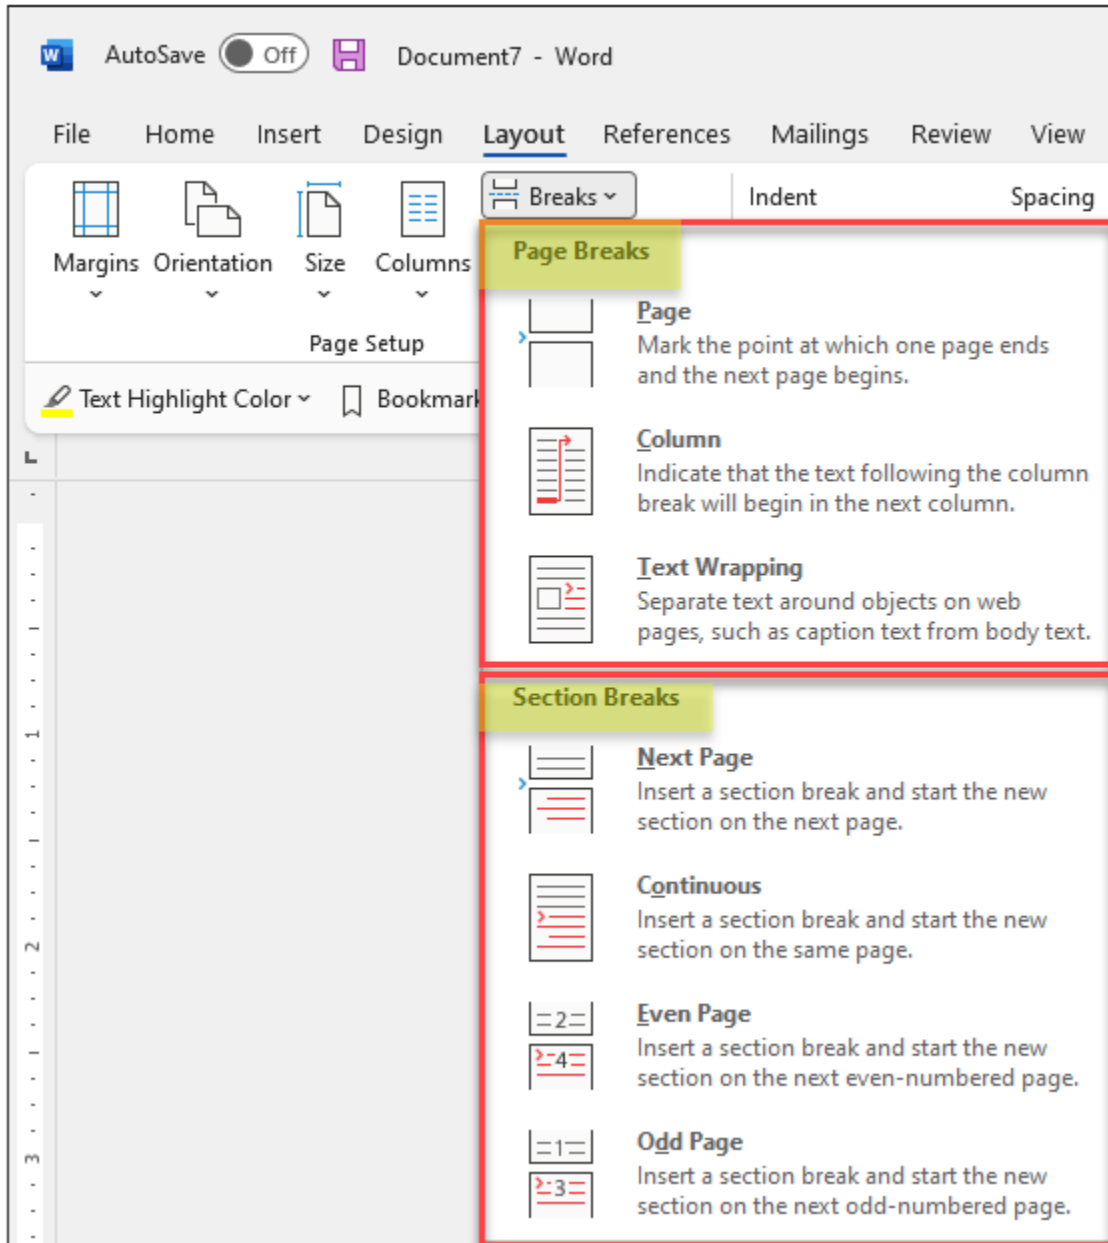 W AutoSave Off Document7 - Word
File Home Insert Design Layout References Mailings Review View
Breaks Indent Spacing
Margins Orientation Size Columns
Page Setup
Text Highlight Color Bookmark
Page Breaks
Page
Mark the point at which one page ends
and the next page begins.
Column
Indicate that the text following the column
break will begin in the next column.
Text Wrapping
Separate text around objects on web
pages, such as caption text from body text.
Section Breaks
Next Page
Insert a section break and start the new
section on the next page.
Continuous
Insert a section break and start the new
section on the same page.
=2=
4
Even Page
Insert a section break and start the new
section on the next even-numbered page.
=1=
3
Odd Page
Insert a section break and start the new
section on the next odd-numbered page.
1
2
3